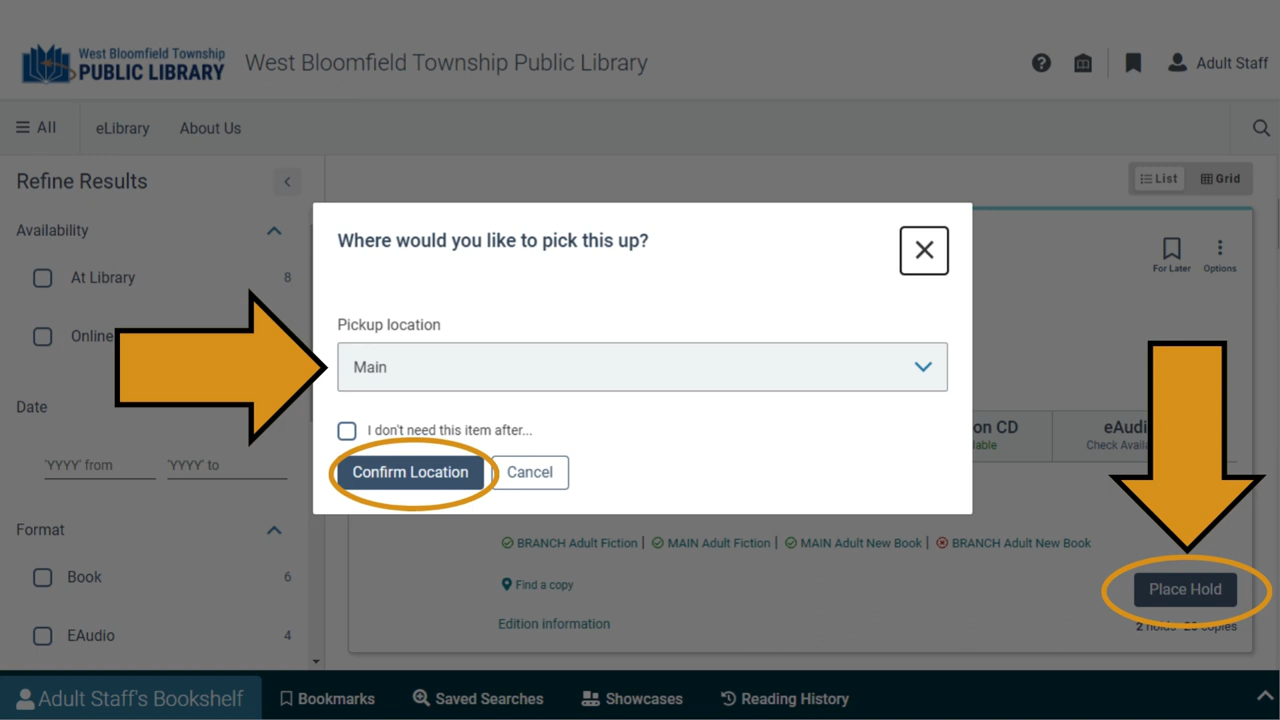 West Bloomfield Township
PUBLIC LIBRARY
West Bloomfield Township Public Library
Adult Staff
All
eLibrary
About Us
Refine Results
List
Grid
Availability
At Library 8
Online
Date
'YYYY' from
'YYYY' to
Format
Book 6
EAudio 4
For Later
Options
Where would you like to pick this up?
Pickup location
Main
I don't need this item after...
Confirm Location
Cancel
on CD
lable
eAudi
Check Availa
BRANCH Adult Fiction | MAIN Adult Fiction | MAIN Adult New Book | BRANCH Adult New Book
Find a copy
Place Hold
Edition information
2 holds 20 copies
Adult Staff's Bookshelf
Bookmarks
Saved Searches
Showcases
Reading History